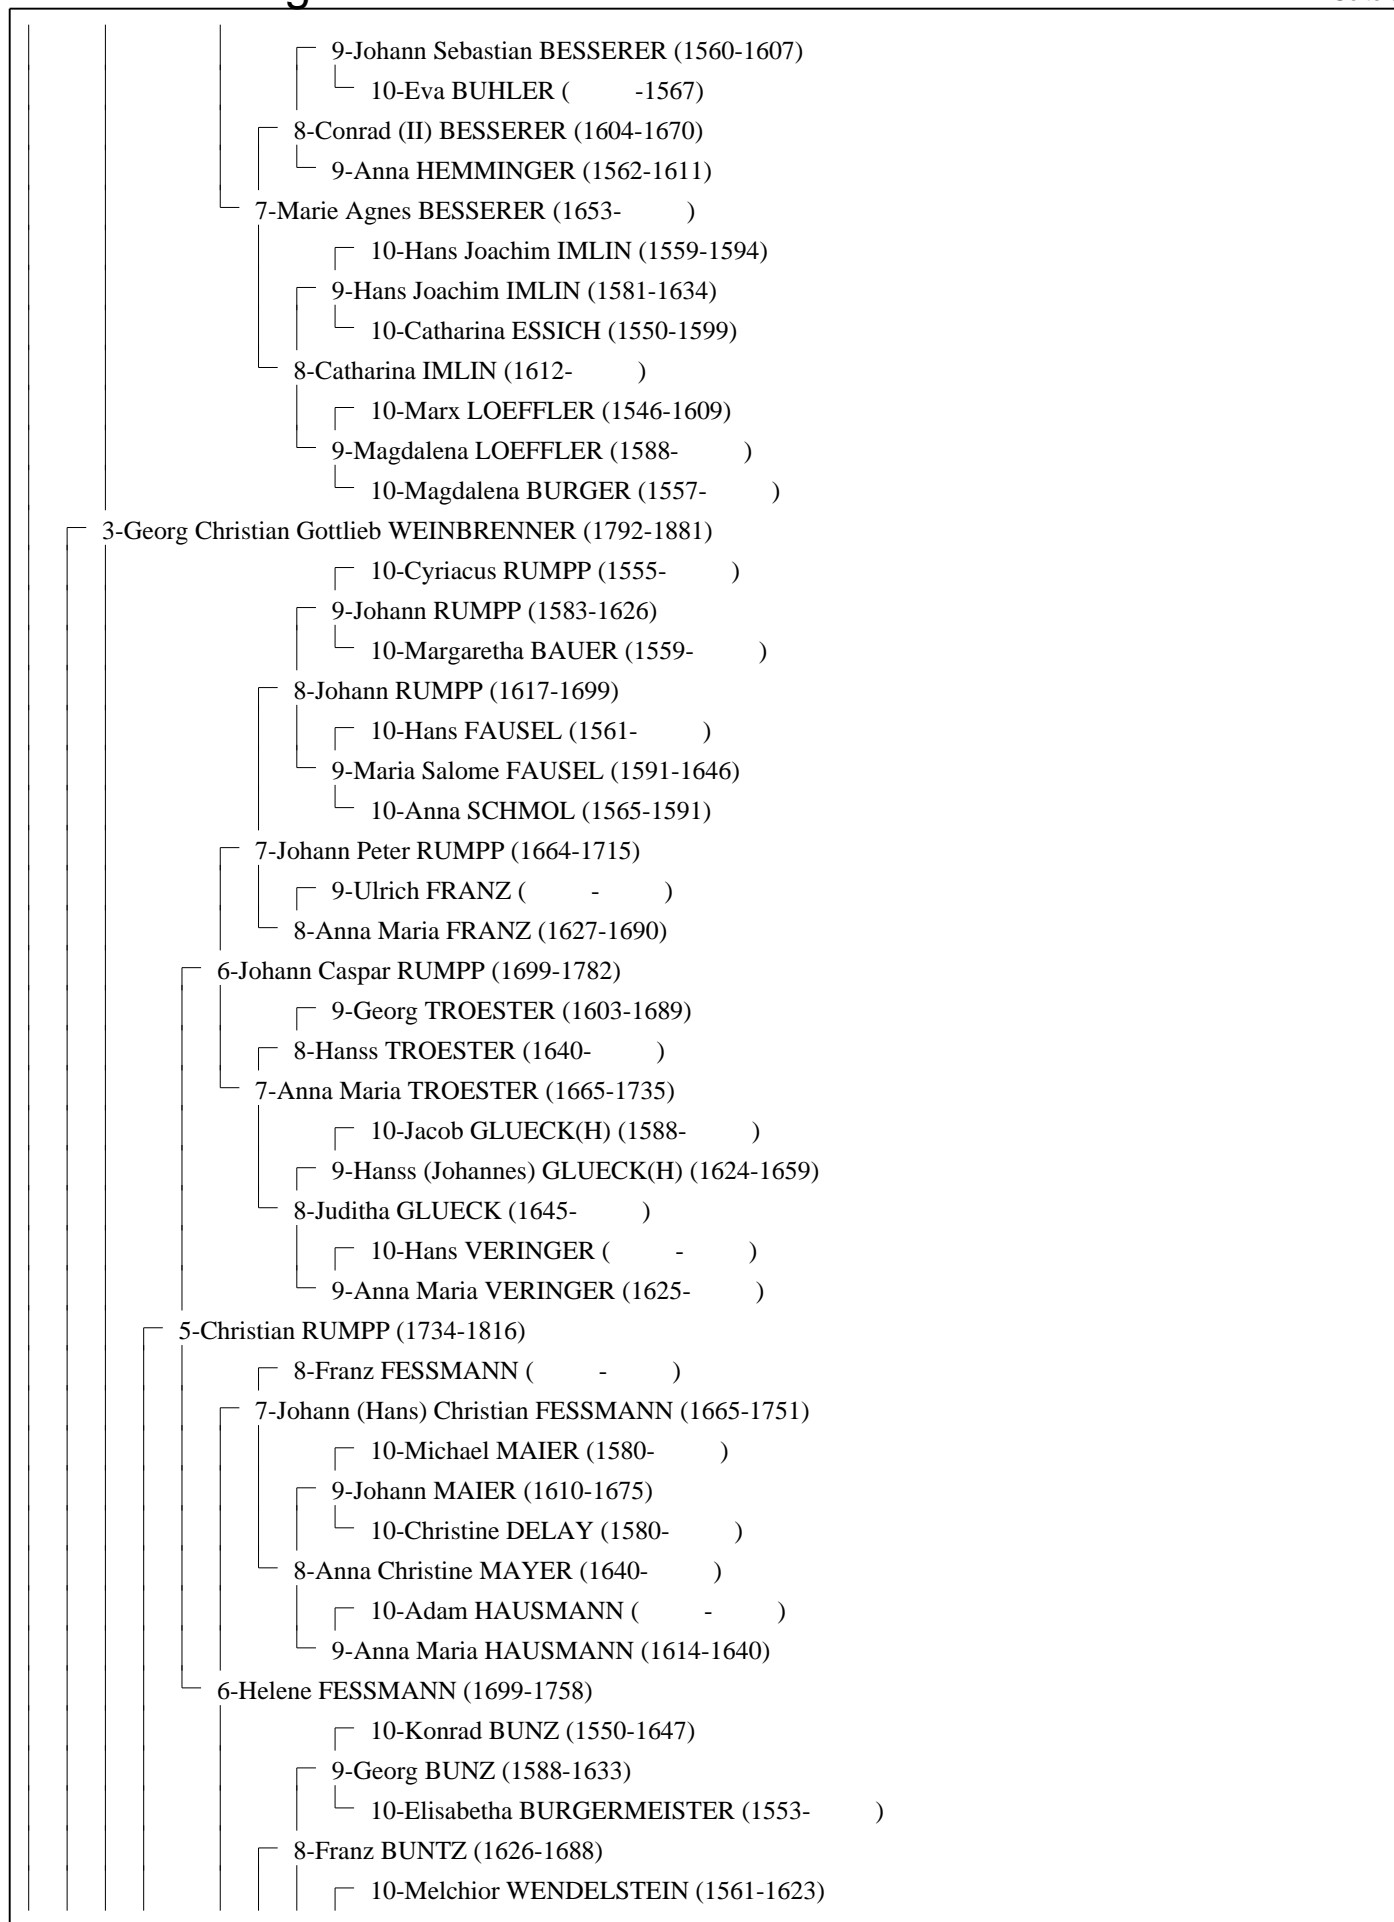 9-Johann Sebastian BESSERER (1560-1607)
10-Eva BUHLER ( -1567)
8-Conrad (II) BESSERER (1604-1670)
9-Anna HEMMINGER (1562-1611)
7-Marie Agnes BESSERER (1653- )
10-Hans Joachim IMLIN (1559-1594)
9-Hans Joachim IMLIN (1581-1634)
10-Catharina ESSICH (1550-1599)
8-Catharina IMLIN (1612- )
10-Marx LOEFFLER (1546-1609)
9-Magdalena LOEFFLER (1588- )
10-Magdalena BURGER (1557- )
3-Georg Christian Gottlieb WEINBRENNER (1792-1881)
10-Cyriacus RUMPP (1555- )
9-Johann RUMPP (1583-1626)
10-Margaretha BAUER (1559- )
8-Johann RUMPP (1617-1699)
10-Hans FAUSEL (1561- )
9-Maria Salome FAUSEL (1591-1646)
10-Anna SCHMOL (1565-1591)
7-Johann Peter RUMPP (1664-1715)
9-Ulrich FRANZ ( - )
8-Anna Maria FRANZ (1627-1690)
6-Johann Caspar RUMPP (1699-1782)
9-Georg TROESTER (1603-1689)
8-Hanss TROESTER (1640- )
7-Anna Maria TROESTER (1665-1735)
10-Jacob GLUECK(H) (1588- )
9-Hanss (Johannes) GLUECK(H) (1624-1659)
8-Juditha GLUECK (1645- )
10-Hans VERINGER ( - )
9-Anna Maria VERINGER (1625- )
5-Christian RUMPP (1734-1816)
8-Franz FESSMANN ( - )
7-Johann (Hans) Christian FESSMANN (1665-1751)
10-Michael MAIER (1580- )
9-Johann MAIER (1610-1675)
10-Christine DELAY (1580- )
8-Anna Christine MAYER (1640- )
10-Adam HAUSMANN ( - )
9-Anna Maria HAUSMANN (1614-1640)
6-Helene FESSMANN (1699-1758)
10-Konrad BUNZ (1550-1647)
9-Georg BUNZ (1588-1633)
10-Elisabetha BURGERMEISTER (1553- )
8-Franz BUNTZ (1626-1688)
10-Melchior WENDELSTEIN (1561-1623)